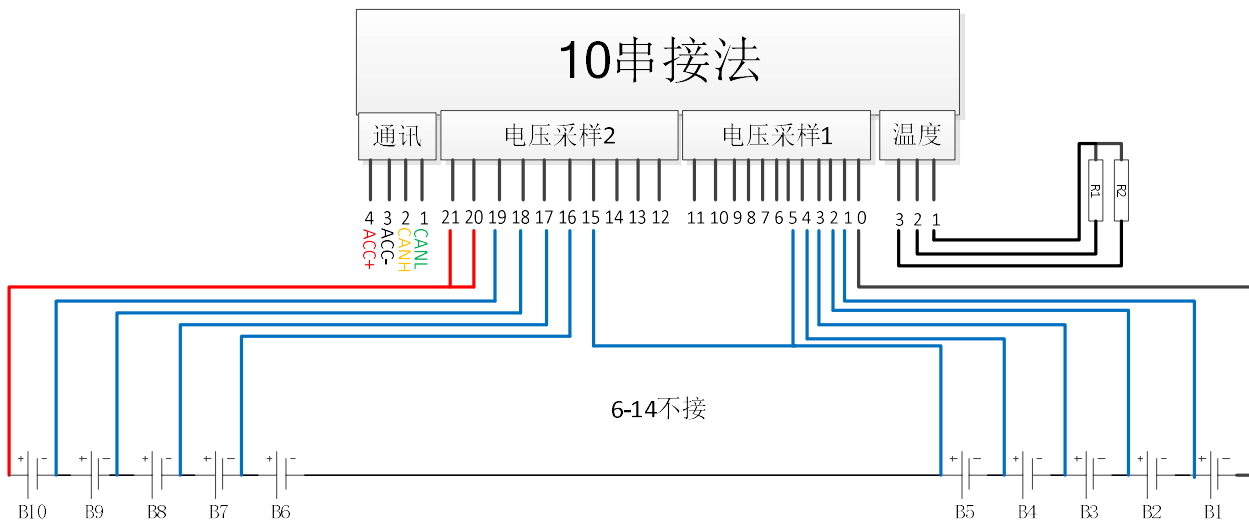 10串接法
通讯 电压采样2 电压采样1 温度
4 3 2 1 21 20 19 18 17 16 15 14 13 12 11 10 9 8 7 6 5 4 3 2 1 0 3 2 1
ACC+ ACC- CANH CANL
R1 R2
6-14不接
+ - + - + - + - + - + - + - + - + - + -
B10 B9 B8 B7 B6 B5 B4 B3 B2 B1